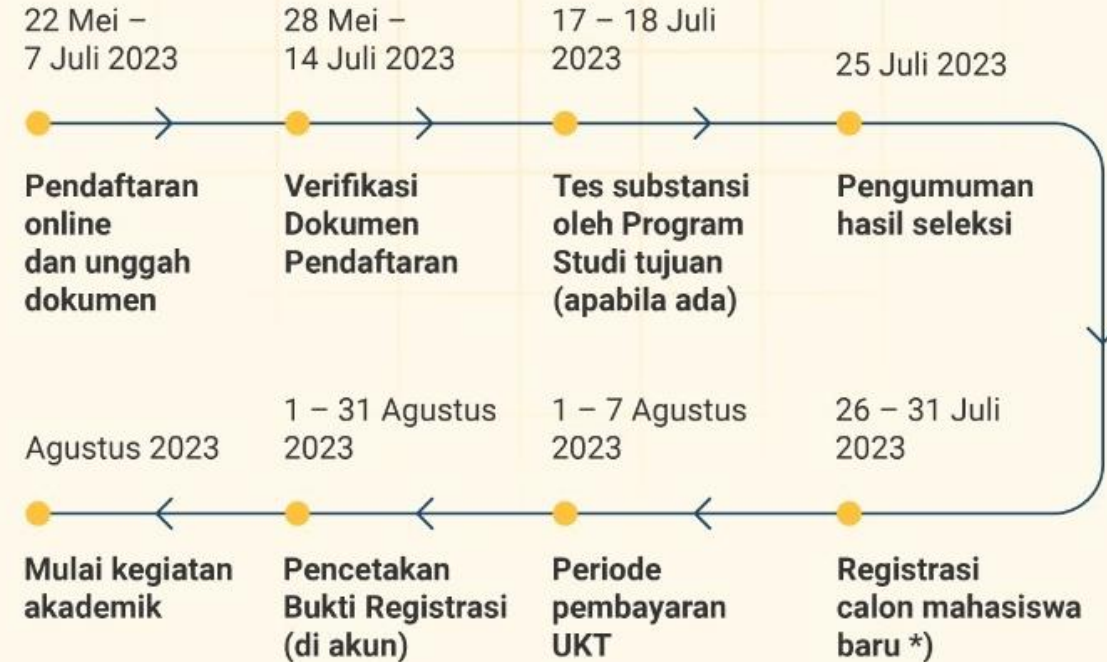 22 Mei –
7 Juli 2023
Pendaftaran
online
dan unggah
dokumen
28 Mei –
14 Juli 2023
Verifikasi
Dokumen
Pendaftaran
17 – 18 Juli
2023
Tes substansi
oleh Program
Studi tujuan
(apabila ada)
25 Juli 2023
Pengumuman
hasil seleksi
26 – 31 Juli
2023
Registrasi
calon mahasiswa
baru *)
1 – 7 Agustus
2023
Periode
pembayaran
UKT
1 – 31 Agustus
2023
Pencetakan
Bukti Registrasi
(di akun)
Agustus 2023
Mulai kegiatan
akademik